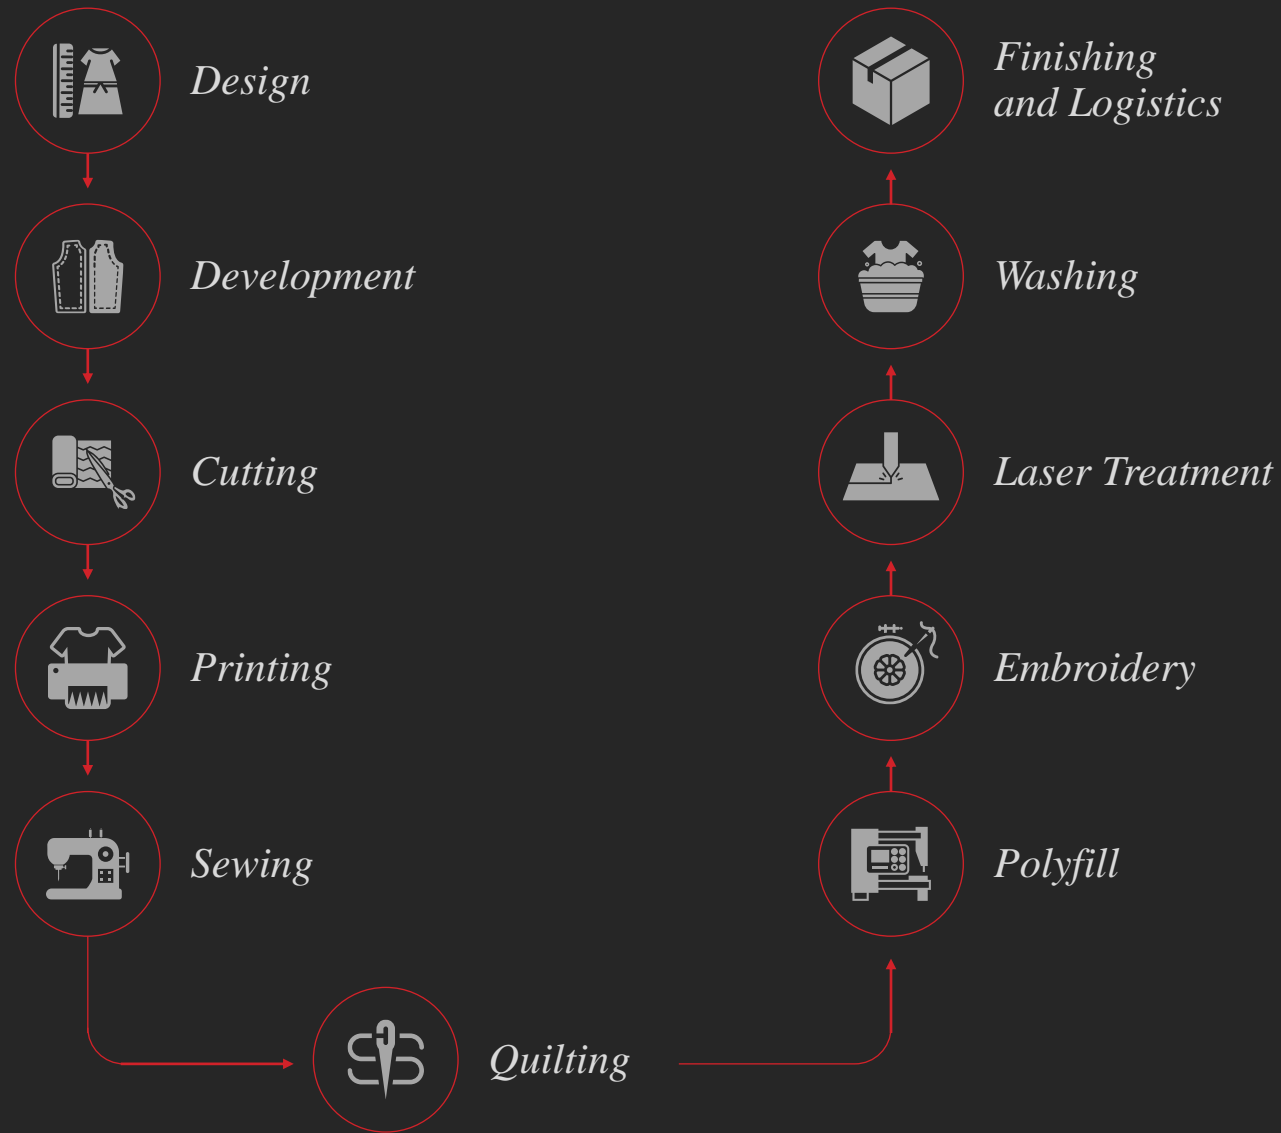 Design
Development
Cutting
Printing
Sewing
Quilting
Polyfill
Embroidery
Laser Treatment
Washing
Finishing
and Logistics